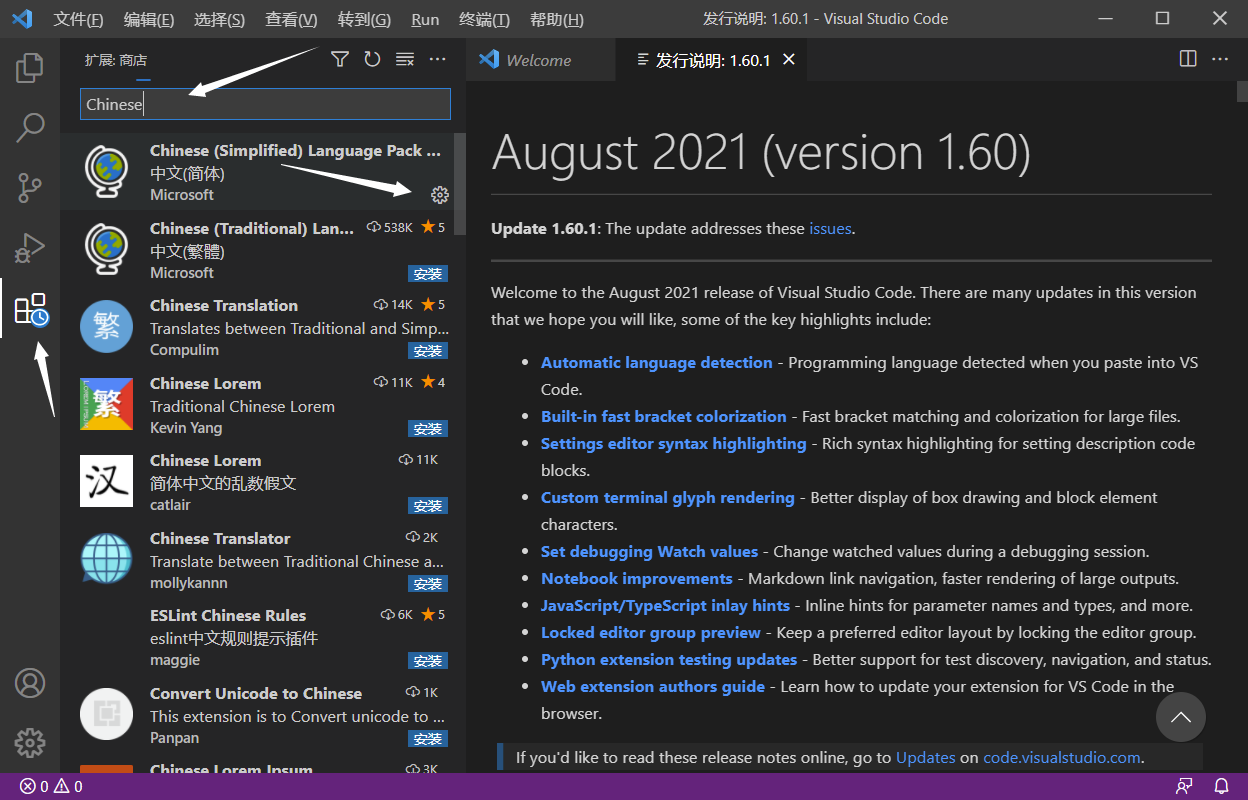 文件(F) 编辑(E) 选择(S) 查看(V) 转到(G) Run 终端(T) 帮助(H) 发行说明: 1.60.1 - Visual Studio Code
扩展: 商店
Chinese
Chinese (Simplified) Language Pack ...
中文(简体)
Microsoft
Chinese (Traditional) Lan... 538K 5
中文(繁體)
Microsoft 安装
繁
Chinese Translation 14K 5
Translates between Traditional and Simp...
Compulim 安装
LOREM IPSUM
繁
Chinese Lorem 11K 4
Traditional Chinese Lorem
Kevin Yang 安装
汉
Chinese Lorem 11K
简体中文的乱数假文
catlair 安装
Chinese Translator 2K
Translate between Traditional Chinese a...
mollykannn 安装
ESLint Chinese Rules 6K 5
eslint中文规则提示插件
maggie 安装
Convert Unicode to Chinese 1K
This extension is to Convert unicode to ...
Panpan 安装
Chinese Lorem Ipsum 3K
Welcome 发行说明: 1.60.1
August 2021 (version 1.60)
Update 1.60.1: The update addresses these issues.
Welcome to the August 2021 release of Visual Studio Code. There are many updates in this version
that we hope you will like, some of the key highlights include:
• Automatic language detection - Programming language detected when you paste into VS
Code.
• Built-in fast bracket colorization - Fast bracket matching and colorization for large files.
• Settings editor syntax highlighting - Rich syntax highlighting for setting description code
blocks.
• Custom terminal glyph rendering - Better display of box drawing and block element
characters.
• Set debugging Watch values - Change watched values during a debugging session.
• Notebook improvements - Markdown link navigation, faster rendering of large outputs.
• JavaScript/TypeScript inlay hints - Inline hints for parameter names and types, and more.
• Locked editor group preview - Keep a preferred editor layout by locking the editor group.
• Python extension testing updates - Better support for test discovery, navigation, and status.
• Web extension authors guide - Learn how to update your extension for VS Code in the
browser.
If you'd like to read these release notes online, go to Updates on code.visualstudio.com.
0 0